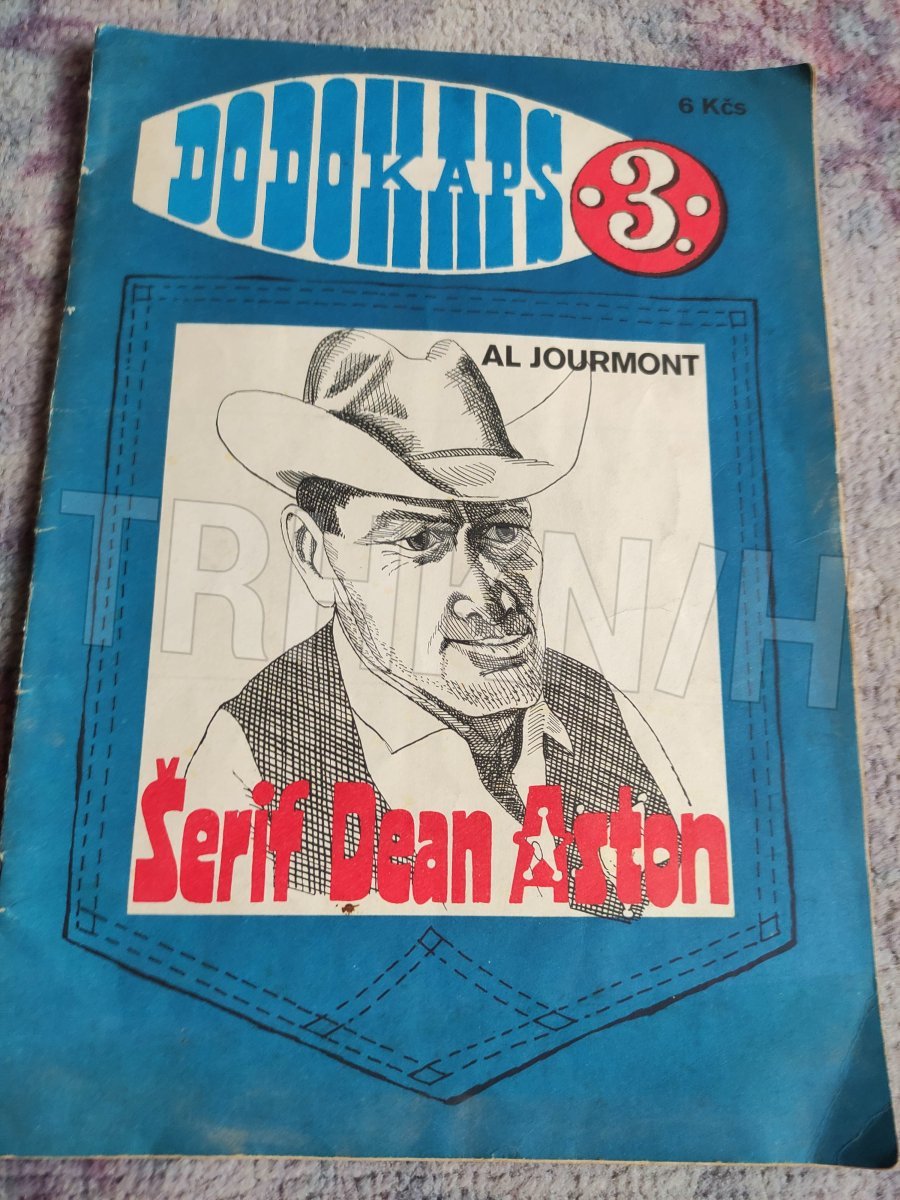 6 Kčs
DODOKAPS
3.
AL JOURMONT
Šerif Dean Aston